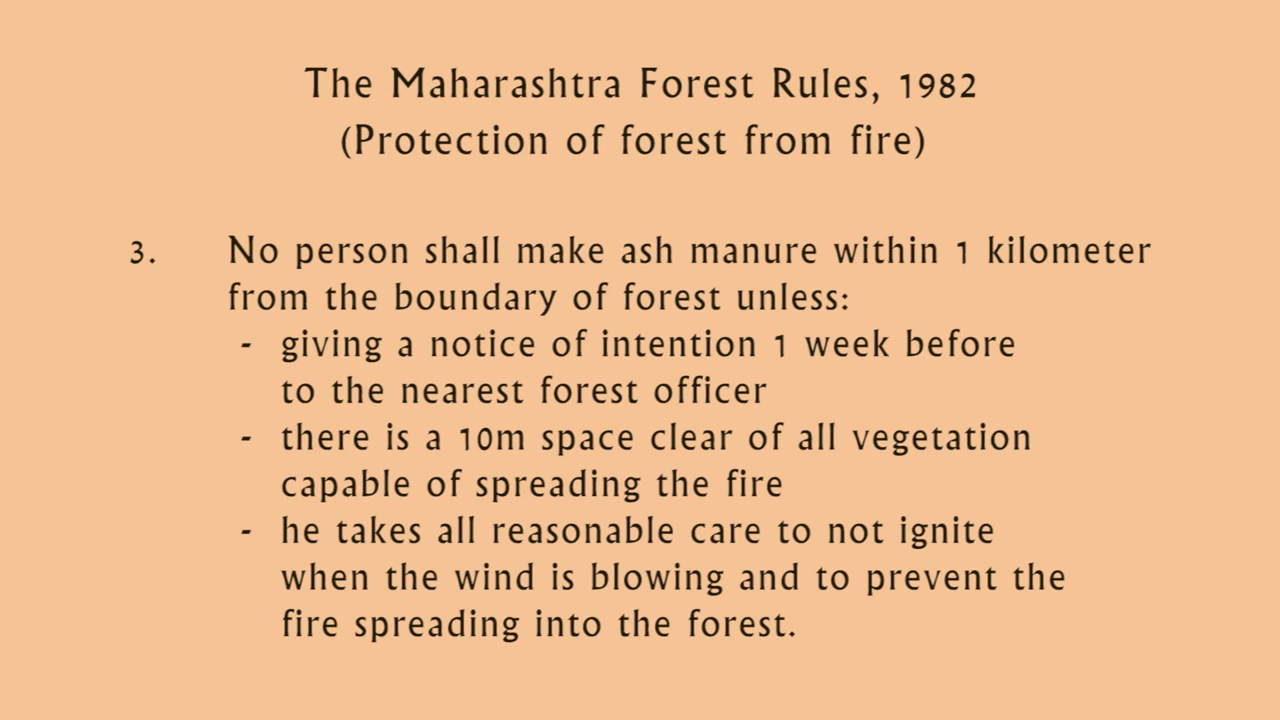 The Maharashtra Forest Rules, 1982
(Protection of forest from fire)
3. No person shall make ash manure within 1 kilometer
from the boundary of forest unless:
- giving a notice of intention 1 week before
to the nearest forest officer
- there is a 10m space clear of all vegetation
capable of spreading the fire
- he takes all reasonable care to not ignite
when the wind is blowing and to prevent the
fire spreading into the forest.